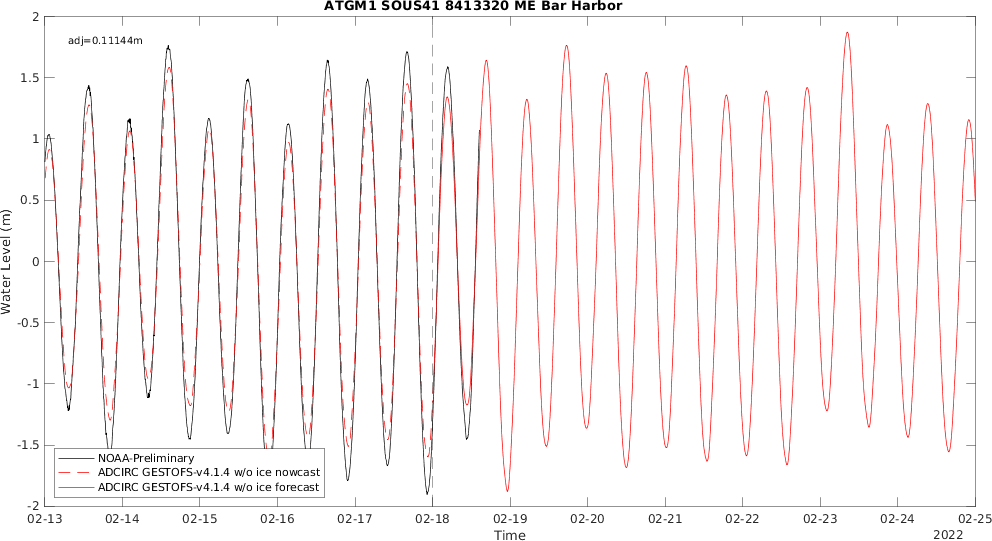 ATGM1 SOUS41 8413320 ME Bar Harbor
adj=0.11144m
2
1.5
1
0.5
0
-0.5
-1
-1.5
-2
Water Level (m)
NOAA-Preliminary
ADCIRC GESTOFS-v4.1.4 w/o ice nowcast
ADCIRC GESTOFS-v4.1.4 w/o ice forecast
02-13 02-14 02-15 02-16 02-17 02-18 02-19 02-20 02-21 02-22 02-23 02-24 02-25
Time
2022